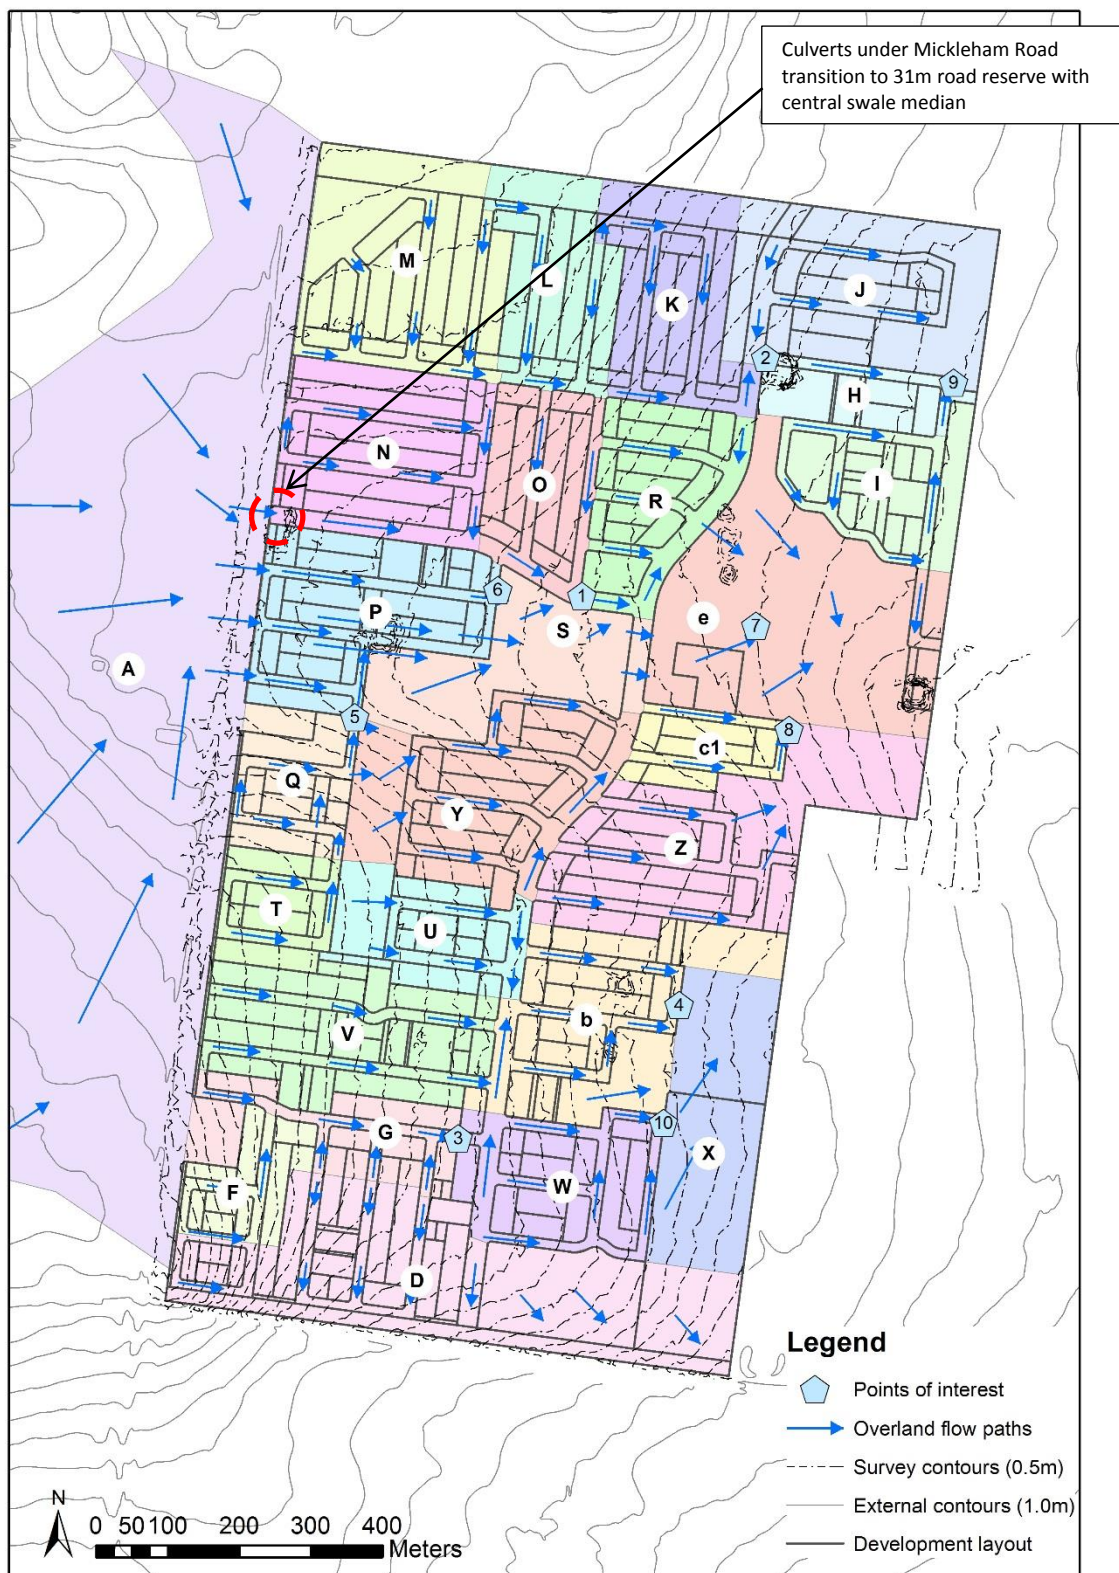 Culverts under Mickleham Road
transition to 31m road reserve with
central swale median
M
L
K
J
2
9
H
N
O
R
I
6
1
P
S
e
7
A
5
8
c1
Q
Y
Z
T
U
4
b
V
10
G
3
X
F
W
D
Legend
Points of interest
Overland flow paths
Survey contours (0.5m)
External contours (1.0m)
Development layout
N
0 50 100 200 300 400
Meters